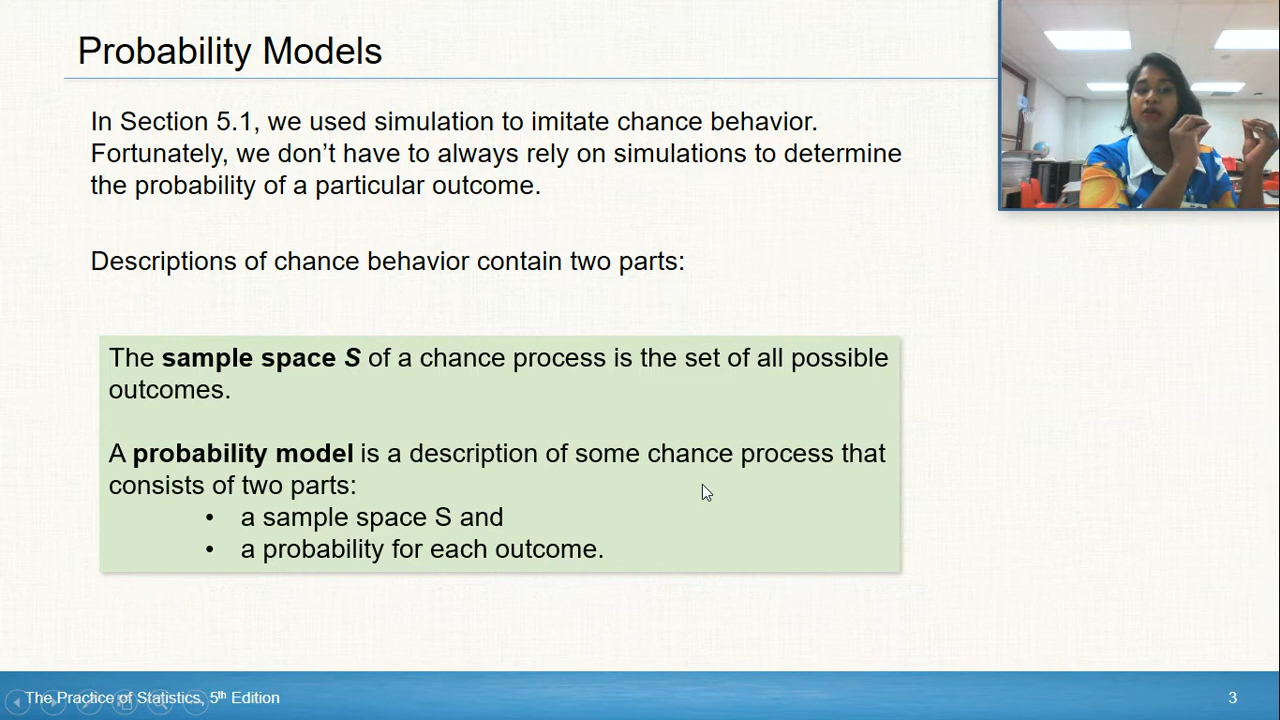 Probability Models
In Section 5.1, we used simulation to imitate chance behavior.
Fortunately, we don’t have to always rely on simulations to determine
the probability of a particular outcome.
Descriptions of chance behavior contain two parts:
The sample space S of a chance process is the set of all possible
outcomes.
A probability model is a description of some chance process that
consists of two parts:
• a sample space S and
• a probability for each outcome.
The Practice of Statistics, 5th Edition
3